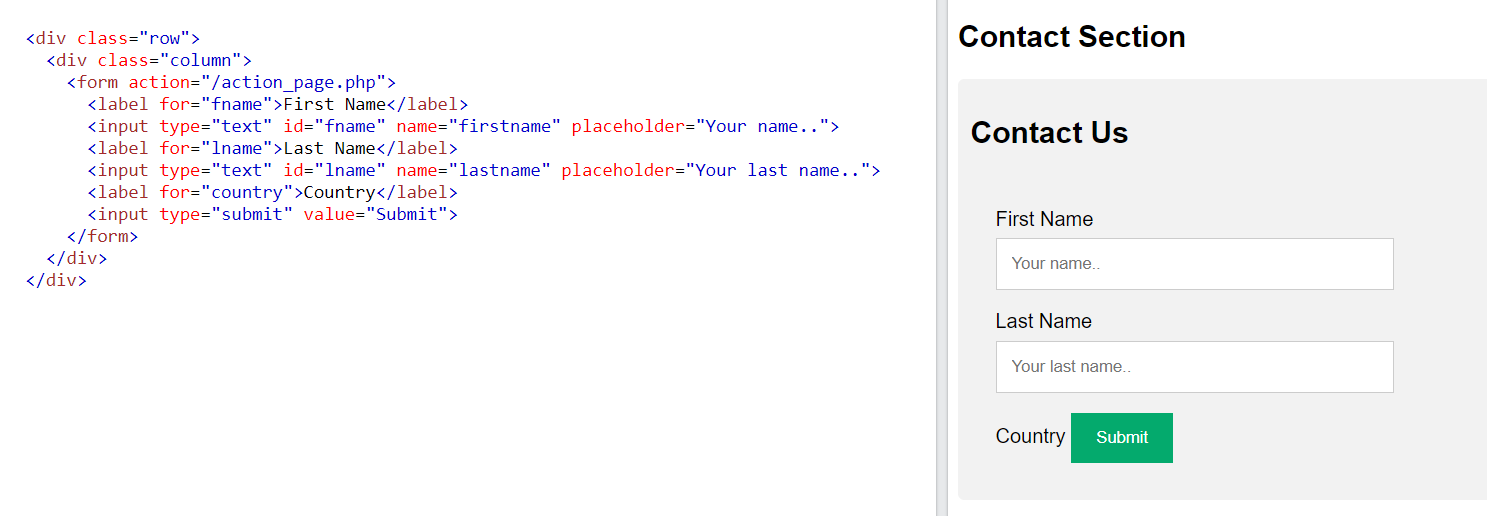 <div class="row">
  <div class="column">
    <form action="/action_page.php">
      <label for="fname">First Name</label>
      <input type="text" id="fname" name="firstname" placeholder="Your name..">
      <label for="lname">Last Name</label>
      <input type="text" id="lname" name="lastname" placeholder="Your last name..">
      <label for="country">Country</label>
      <input type="submit" value="Submit">
    </form>
  </div>
</div>
Contact Section
Contact Us
First Name
Your name..
Last Name
Your last name..
Country Submit